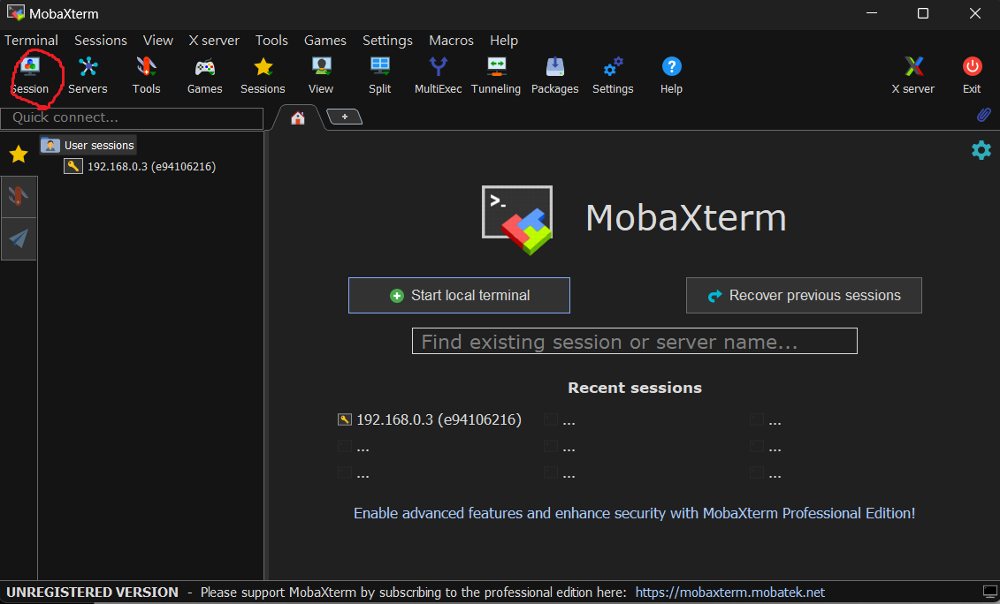 MobaXterm
Terminal Sessions View X server Tools Games Settings Macros Help
Session Servers Tools Games Sessions View Split MultiExec Tunneling Packages Settings Help X server Exit
Quick connect...
User sessions
192.168.0.3 (e94106216)
>_ MobaXterm
Start local terminal Recover previous sessions
Find existing session or server name...
Recent sessions
192.168.0.3 (e94106216) ... ...
... ... ...
... ... ...
Enable advanced features and enhance security with MobaXterm Professional Edition!
UNREGISTERED VERSION - Please support MobaXterm by subscribing to the professional edition here: https://mobaxterm.mobatek.net